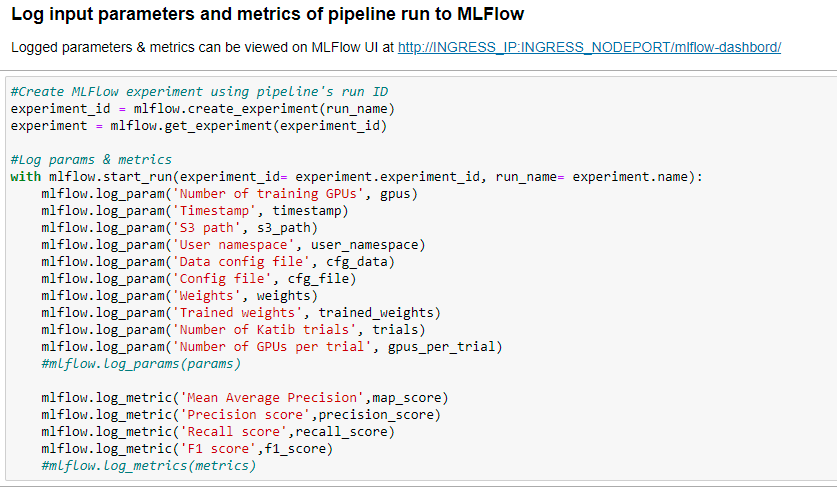 Log input parameters and metrics of pipeline run to MLFlow
Logged parameters & metrics can be viewed on MLFlow UI at http://INGRESS_IP:INGRESS_NODEPORT/mlflow-dashbord/
#Create MLFlow experiment using pipeline's run ID
experiment_id = mlflow.create_experiment(run_name)
experiment = mlflow.get_experiment(experiment_id)
#Log params & metrics
with mlflow.start_run(experiment_id= experiment.experiment_id, run_name= experiment.name):
    mlflow.log_param('Number of training GPUs', gpus)
    mlflow.log_param('Timestamp', timestamp)
    mlflow.log_param('S3 path', s3_path)
    mlflow.log_param('User namespace', user_namespace)
    mlflow.log_param('Data config file', cfg_data)
    mlflow.log_param('Config file', cfg_file)
    mlflow.log_param('Weights', weights)
    mlflow.log_param('Trained weights', trained_weights)
    mlflow.log_param('Number of Katib trials', trials)
    mlflow.log_param('Number of GPUs per trial', gpus_per_trial)
    #mlflow.log_params(params)
    mlflow.log_metric('Mean Average Precision',map_score)
    mlflow.log_metric('Precision score',precision_score)
    mlflow.log_metric('Recall score',recall_score)
    mlflow.log_metric('F1 score',f1_score)
    #mlflow.log_metrics(metrics)